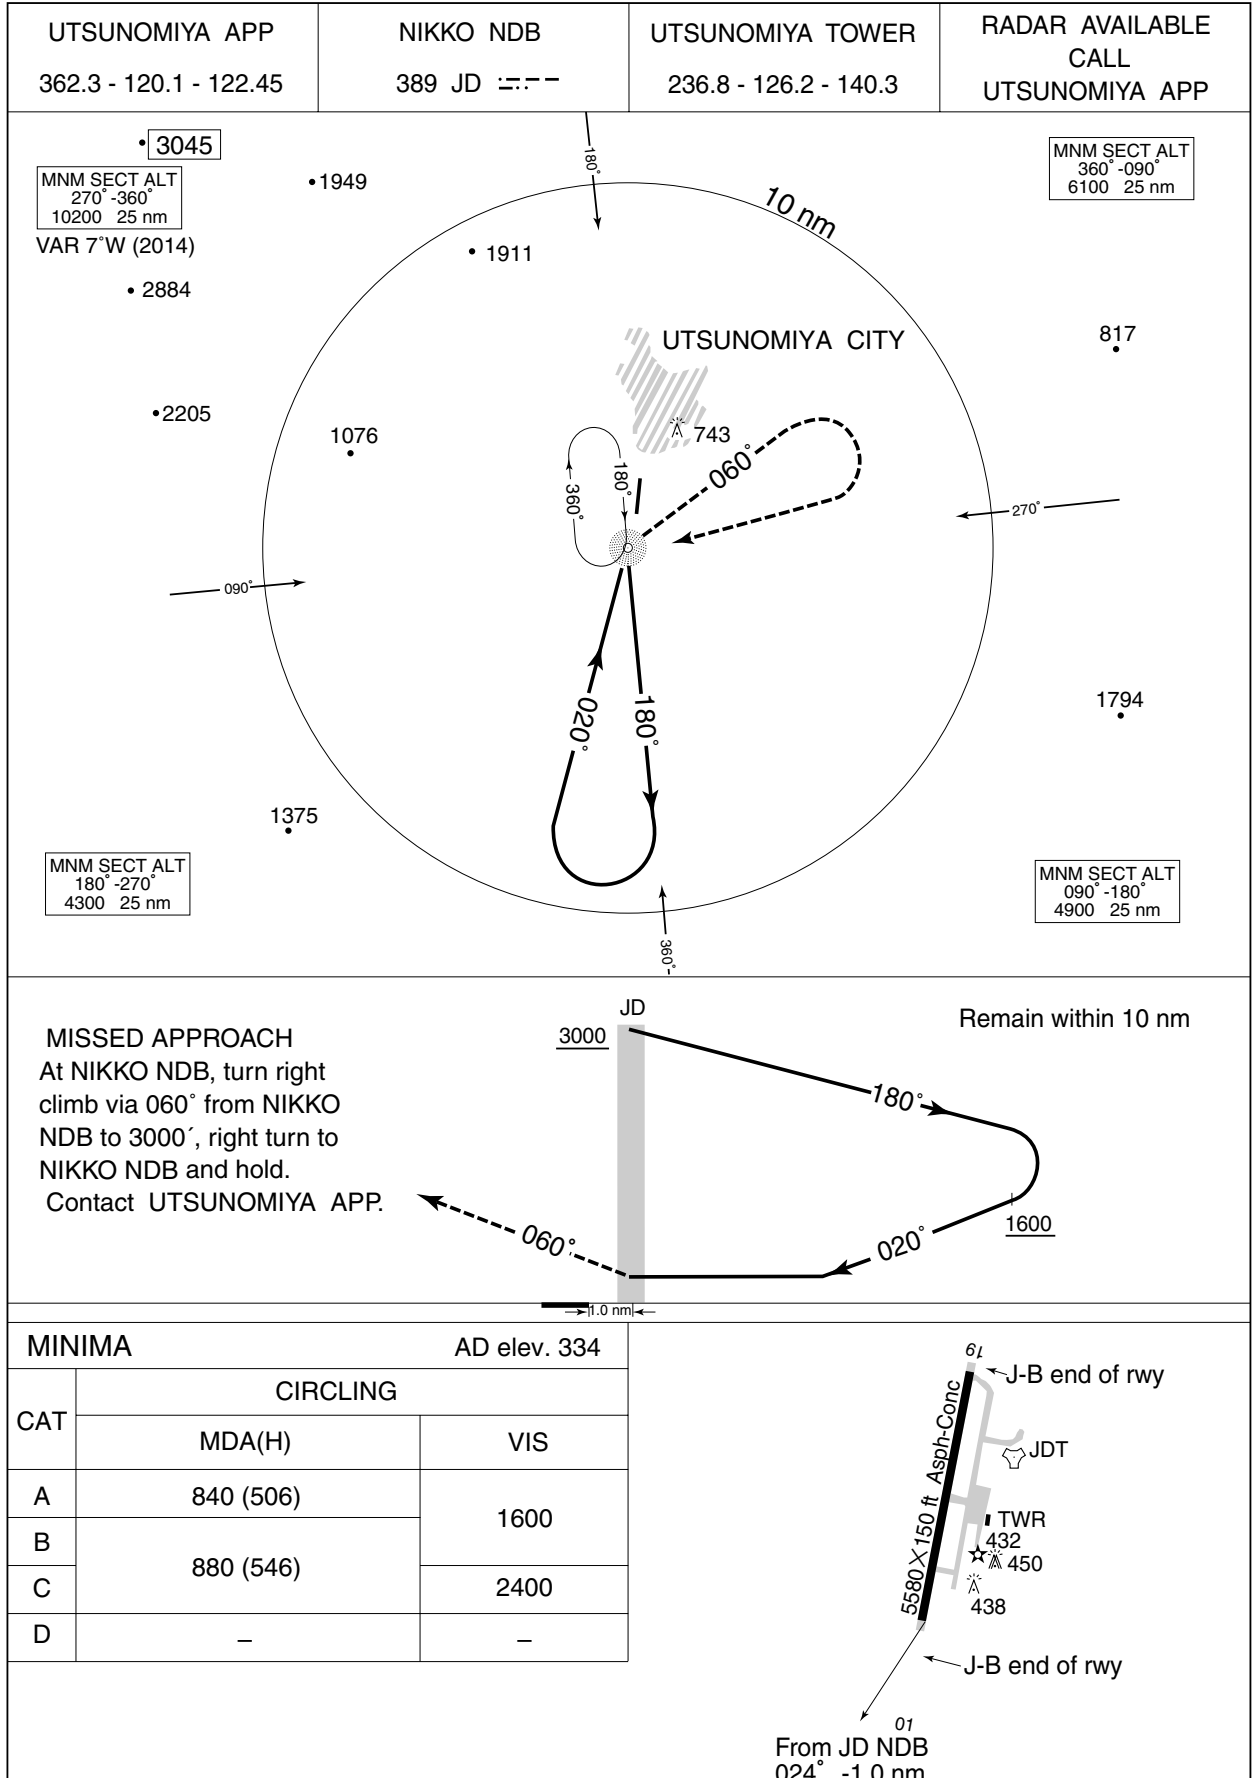 UTSUNOMIYA APP
362.3 - 120.1 - 122.45
NIKKO NDB
389 JD
UTSUNOMIYA TOWER
236.8 - 126.2 - 140.3
RADAR AVAILABLE
CALL
UTSUNOMIYA APP
3045
MNM SECT ALT
270°-360°
10200 25 nm
VAR 7°W (2014)
1949
180°
MNM SECT ALT
360°-090°
6100 25 nm
10 nm
1911
2884
UTSUNOMIYA CITY
817
2205
1076
743
060°
180°
360°
270°
090°
020°
180°
1794
1375
MNM SECT ALT
180°-270°
4300 25 nm
MNM SECT ALT
090°-180°
4900 25 nm
360°
MISSED APPROACH
At NIKKO NDB, turn right
climb via 060° from NIKKO
NDB to 3000´, right turn to
NIKKO NDB and hold.
Contact UTSUNOMIYA APP.
JD
3000
Remain within 10 nm
180°
1600
020°
060°
1.0 nm
MINIMA
AD elev. 334
CAT
CIRCLING
MDA(H)
VIS
A
840 (506)
1600
B
880 (546)
C
2400
D
–
–
19
J-B end of rwy
5580×150 ft Asph-Conc
JDT
TWR
432
450
438
J-B end of rwy
01
From JD NDB
024° -1.0 nm